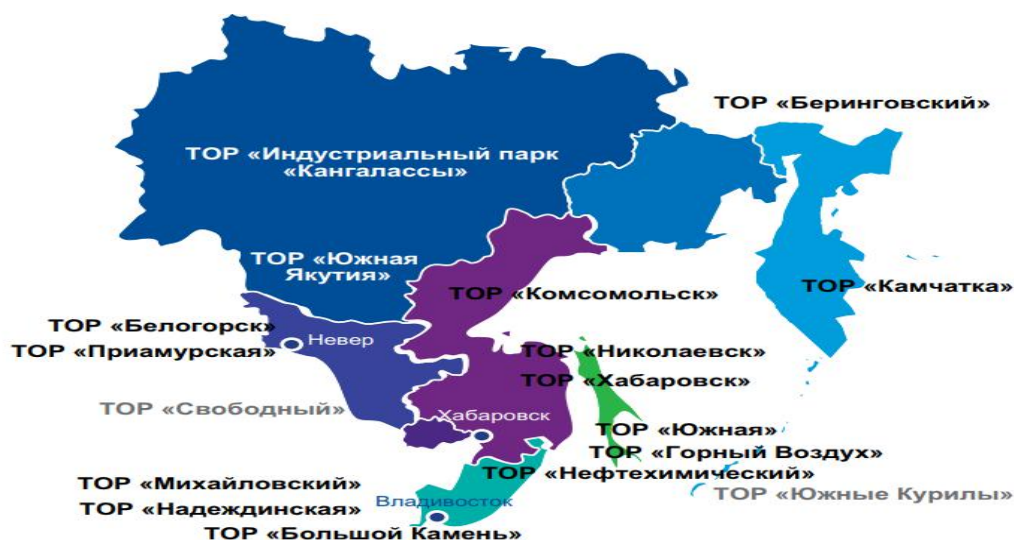 ТОР «Беринговский»
ТОР «Индустриальный парк
«Кангалассы»
ТОР «Южная
Якутия»
ТОР «Комсомольск»
ТОР «Камчатка»
ТОР «Белогорск»
Невер
ТОР «Приамурская»
ТОР «Николаевск»
ТОР «Хабаровск»
ТОР «Свободный»
Хабаровск
ТОР «Южная»
ТОР «Горный Воздух»
ТОР «Нефтехимический»
ТОР «Михайловский»
ТОР «Южные Курилы»
Владивосток
ТОР «Надеждинская»
ТОР «Большой Камень»